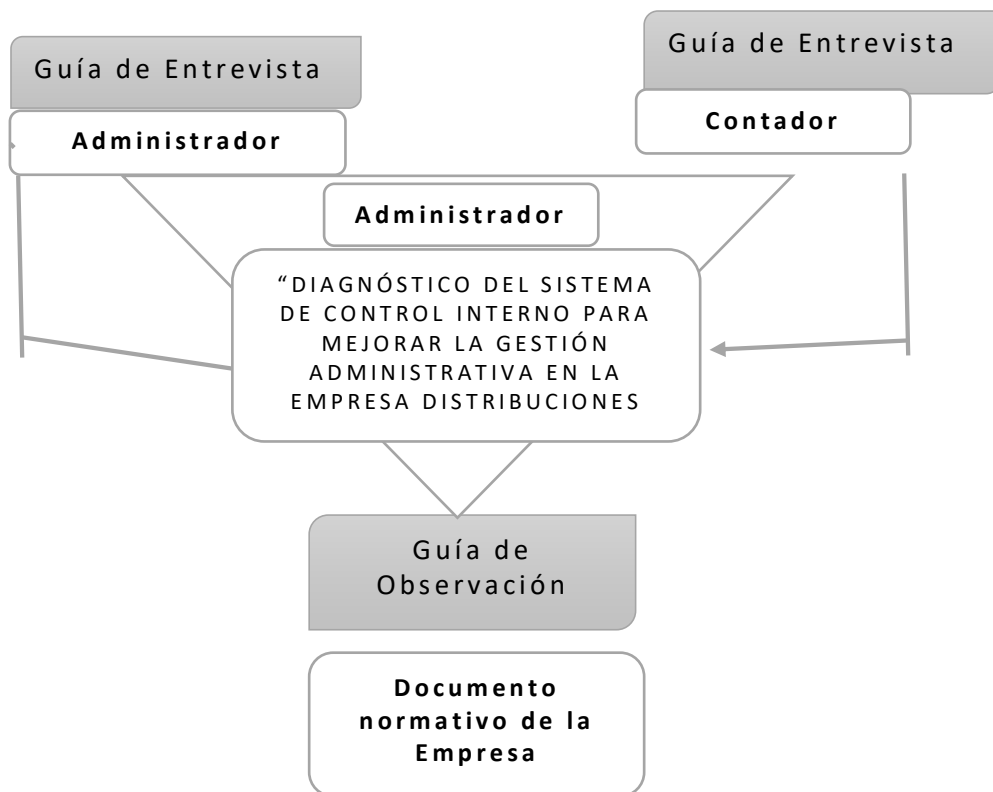 Guía de Entrevista
Administrador
Guía de Entrevista
Contador
Administrador
“DIAGNÓSTICO DEL SISTEMA
DE CONTROL INTERNO PARA
MEJORAR LA GESTIÓN
ADMINISTRATIVA EN LA
EMPRESA DISTRIBUCIONES
Guía de
Observación
Documento
normativo de la
Empresa